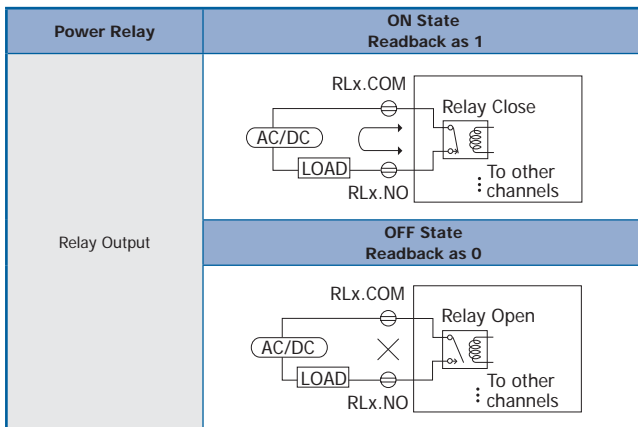 Power Relay
ON State
Readback as 1
Relay Output
RLx.COM
Relay Close
AC/DC
LOAD
RLx.NO
To other
channels
OFF State
Readback as 0
RLx.COM
Relay Open
AC/DC
LOAD
RLx.NO
To other
channels